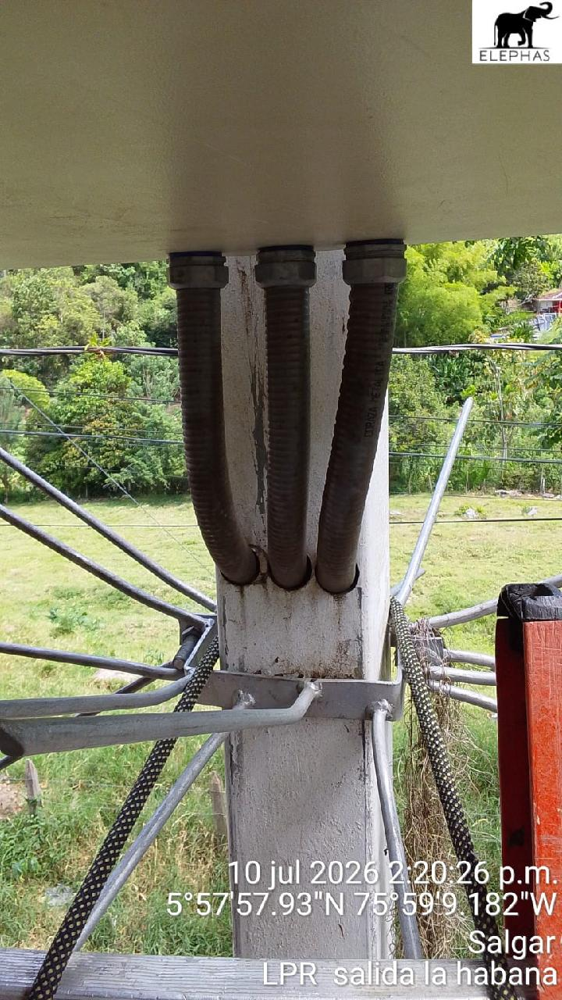 ELEPHAS
10 jul 2026 2:20:26 p.m.
5°57'57.93"N 75°59'9.182"W
Salgar
LPR  salida la habana